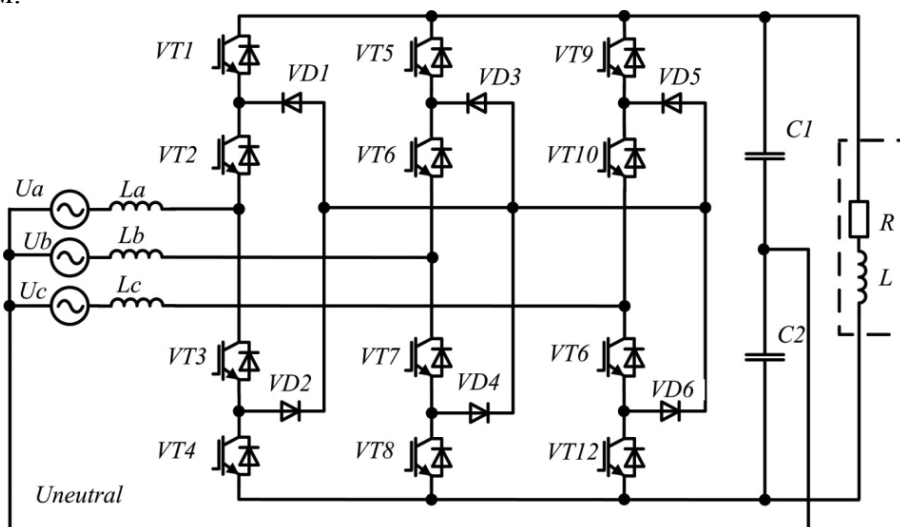 VT1 VT5 VT9
VD1 VD3 VD5
VT2 VT6 VT10 C1
Ua La
R
Ub Lb
Uc Lc L
C2
VT3 VT7 VT6
VD2 VD4 VD6
VT4 VT8 VT12
Uneutral